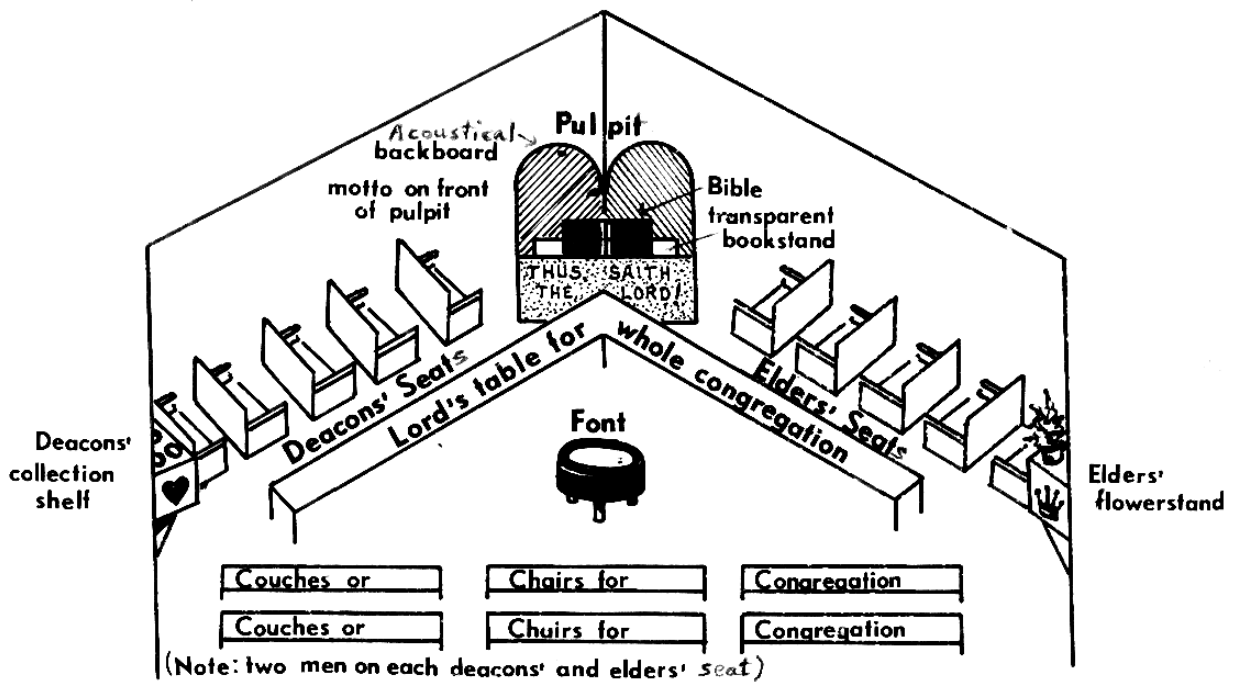 Pulpit
Acoustical
backboard
motto on front
of pulpit
Bible
transparent
bookstand
THUS SAITH
THE LORD!
Deacons' Seats
Lord's table for whole congregation
Elders' Seats
Font
Deacons'
collection
shelf
Elders'
flowerstand
Couches or Chairs for Congregation
Couches or Chuirs for Congregation
(Note: two men on each deacons' and elders' seat)